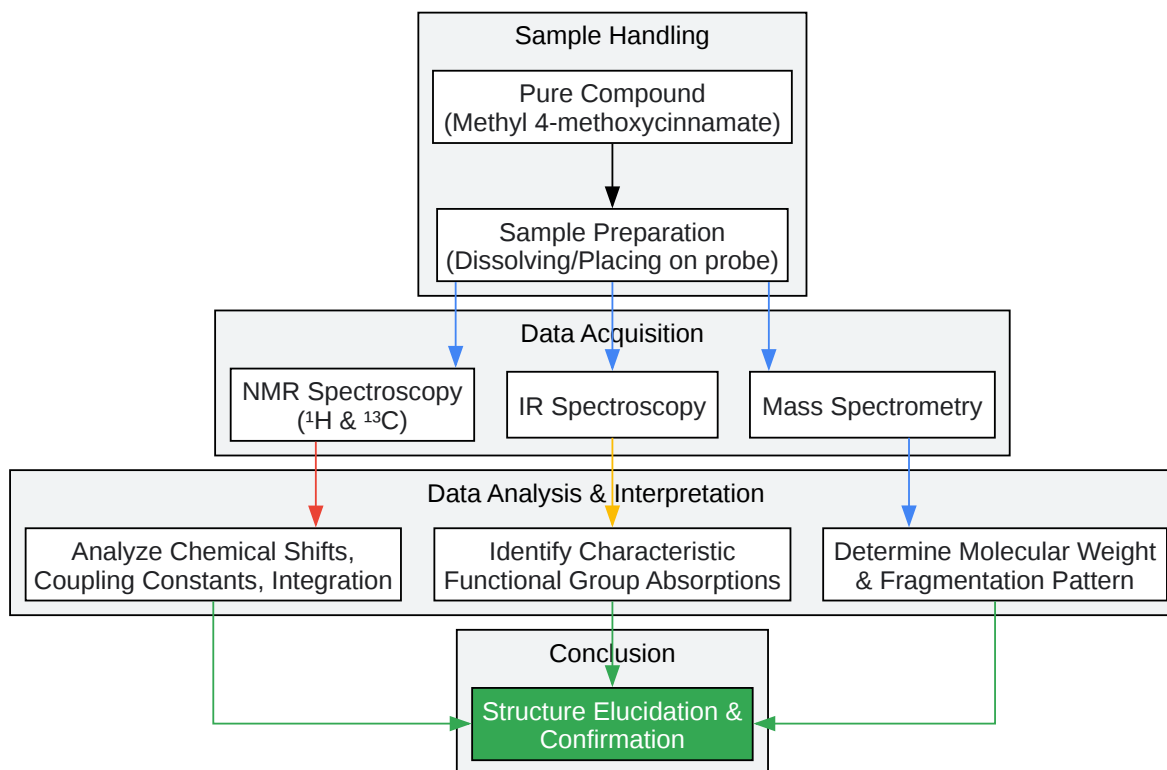 Sample Handling
Pure Compound
(Methyl 4-methoxycinnamate)
Sample Preparation
(Dissolving/Placing on probe)
Data Acquisition
NMR Spectroscopy
(¹H & ¹³C)
IR Spectroscopy
Mass Spectrometry
Data Analysis & Interpretation
Analyze Chemical Shifts,
Coupling Constants, Integration
Identify Characteristic
Functional Group Absorptions
Determine Molecular Weight
& Fragmentation Pattern
Conclusion
Structure Elucidation &
Confirmation